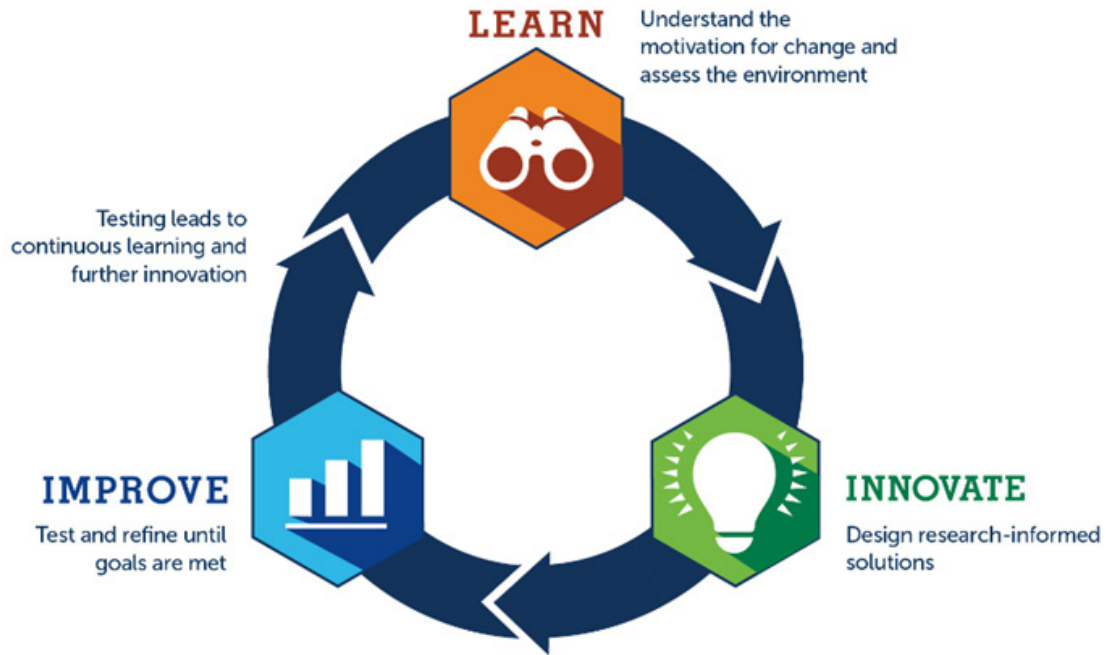 LEARN
Understand the
motivation for change and
assess the environment
Testing leads to
continuous learning and
further innovation
IMPROVE
Test and refine until
goals are met
INNOVATE
Design research-informed
solutions